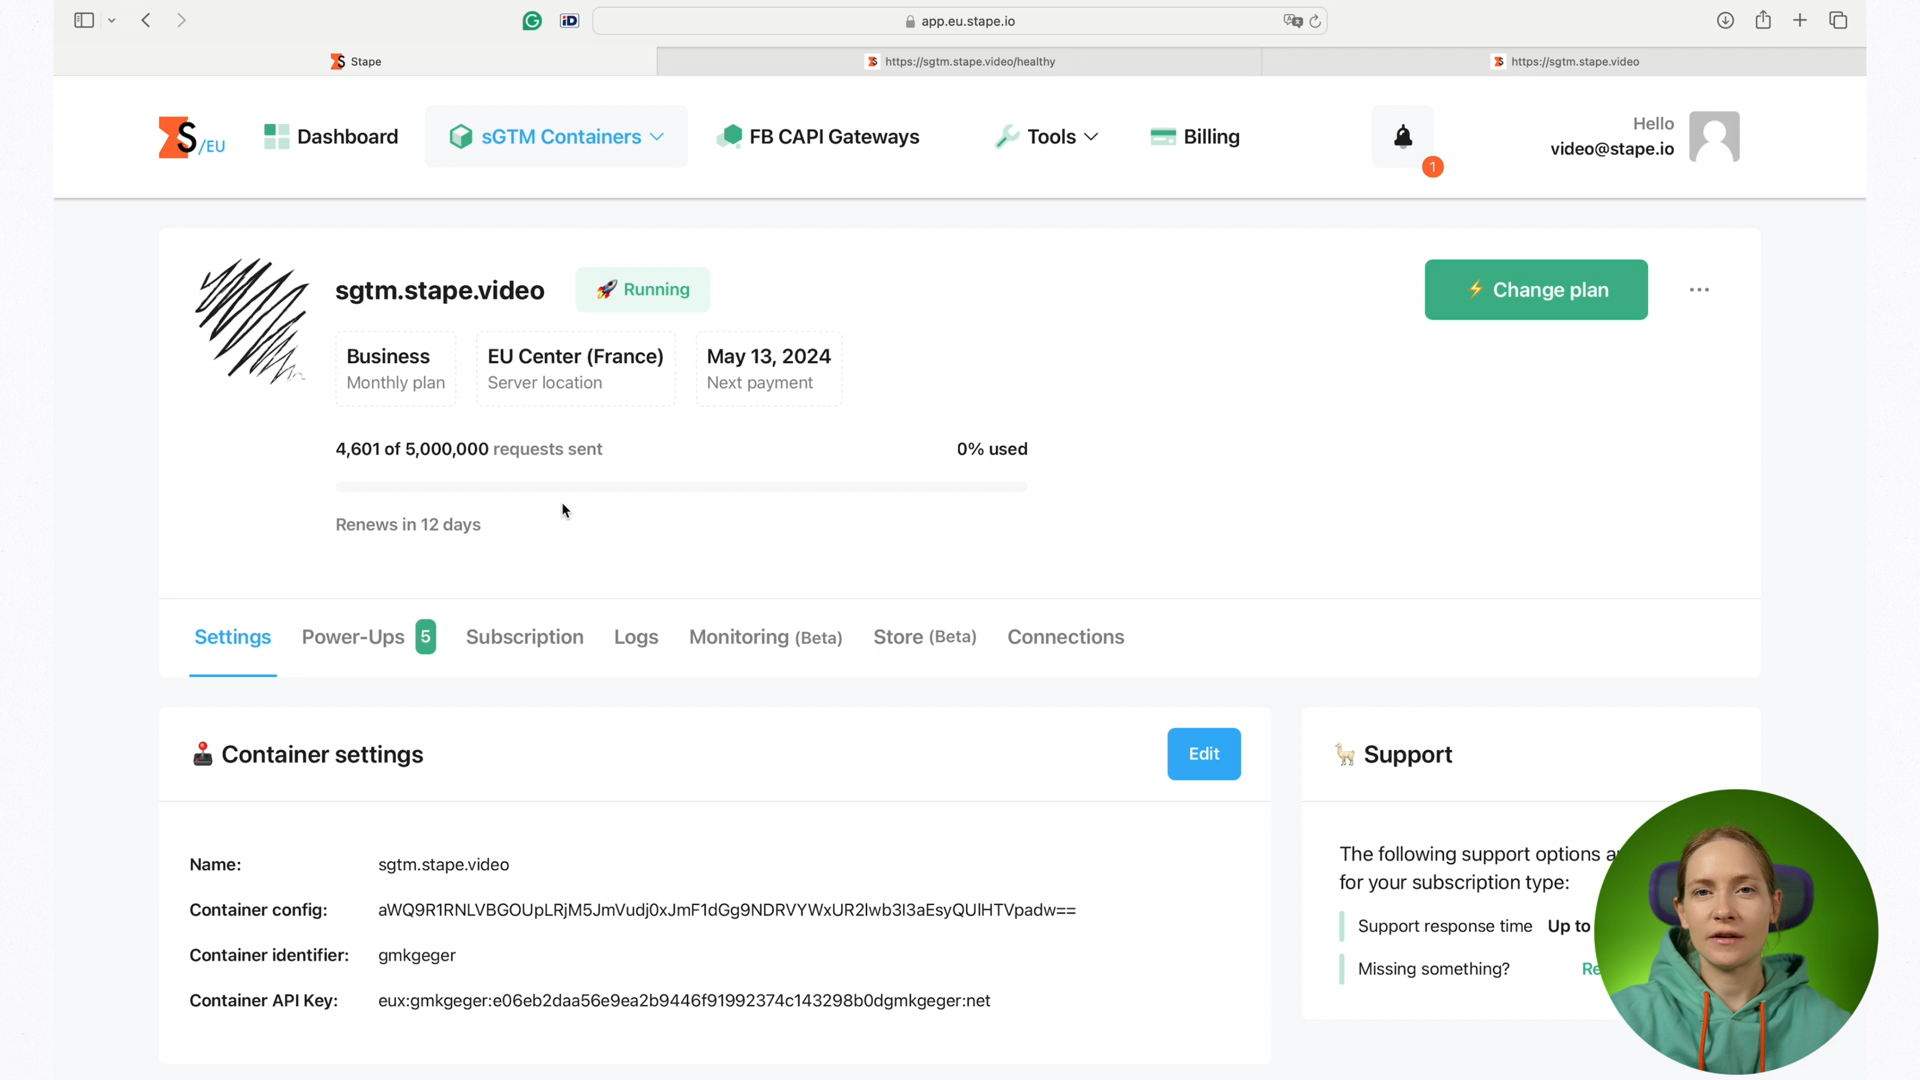 app.eu.stape.io
Stape
https://sgtm.stape.video/healthy
https://sgtm.stape.video
S/EU
Dashboard
sGTM Containers
FB CAPI Gateways
Tools
Billing
1
Hello
video@stape.io
sgtm.stape.video
Running
Change plan
Business
Monthly plan
EU Center (France)
Server location
May 13, 2024
Next payment
4,601 of 5,000,000 requests sent
0% used
Renews in 12 days
Settings
Power-Ups 5
Subscription
Logs
Monitoring (Beta)
Store (Beta)
Connections
Container settings
Edit
Name: sgtm.stape.video
Container config: aWQ9R1RNLVBGOUpLRjM5JmVudj0xJmF1dGg9NDRVYWxUR2lwb3l3aEsyQUlHTVpadw==
Container identifier: gmkgeger
Container API Key: eux:gmkgeger:e06eb2daa56e9ea2b9446f91992374c143298b0dgmkgeger:net
Support
The following support options
for your subscription type:
Support response time Up to
Missing something?